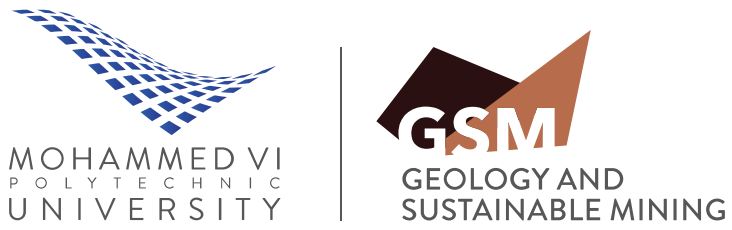 MOHAMMED VI
POLYTECHNIC
UNIVERSITY
GSM
GEOLOGY AND
SUSTAINABLE MINING